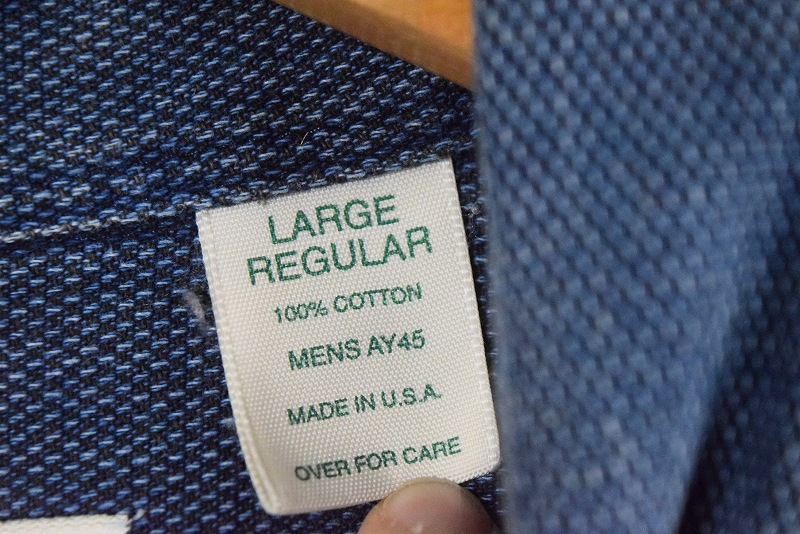 LARGE
REGULAR
100% COTTON
MENS AY45
MADE IN U.S.A.
OVER FOR CARE